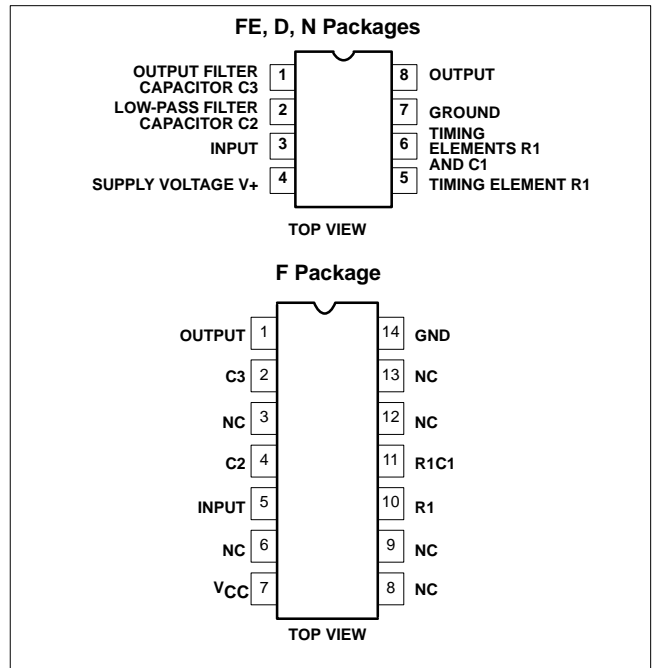 FE, D, N Packages
OUTPUT FILTER
CAPACITOR C3
1
8
OUTPUT
LOW-PASS FILTER
CAPACITOR C2
2
7
GROUND
INPUT
3
6
TIMING
ELEMENTS R1
AND C1
SUPPLY VOLTAGE V+
4
5
TIMING ELEMENT R1
TOP VIEW
F Package
OUTPUT
1
14
GND
C3
2
13
NC
NC
3
12
NC
C2
4
11
R1C1
INPUT
5
10
R1
NC
6
9
NC
VCC
7
8
NC
TOP VIEW